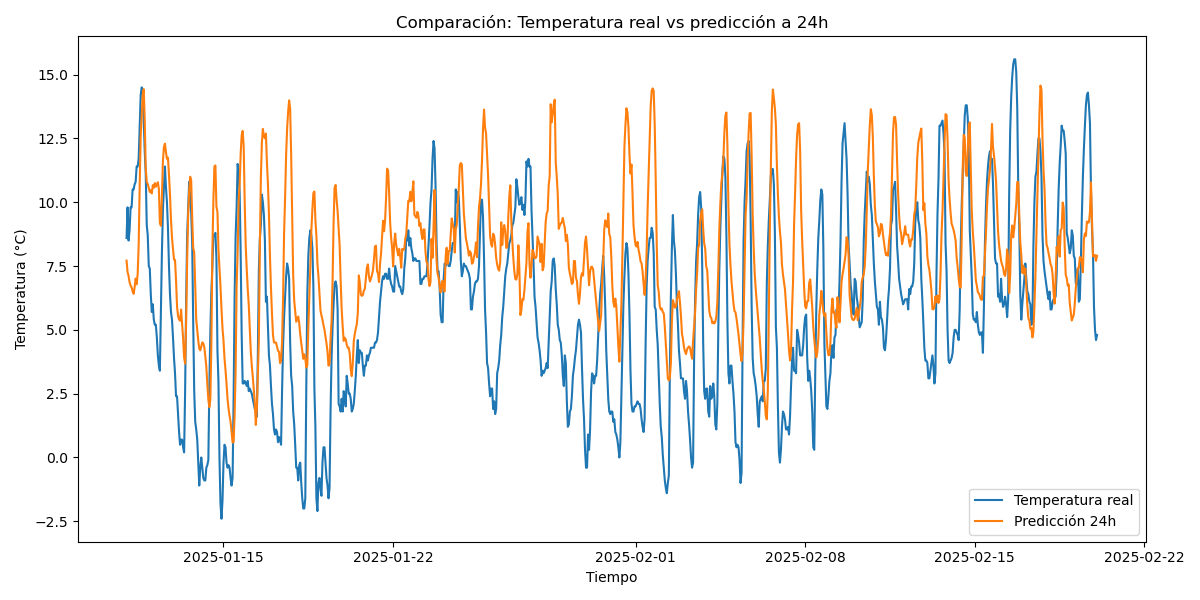 Comparación: Temperatura real vs predicción a 24h
Temperatura (°C)
15.0
12.5
10.0
7.5
5.0
2.5
0.0
−2.5
2025-01-15
2025-01-22
2025-02-01
2025-02-08
2025-02-15
2025-02-22
Tiempo
Temperatura real
Predicción 24h